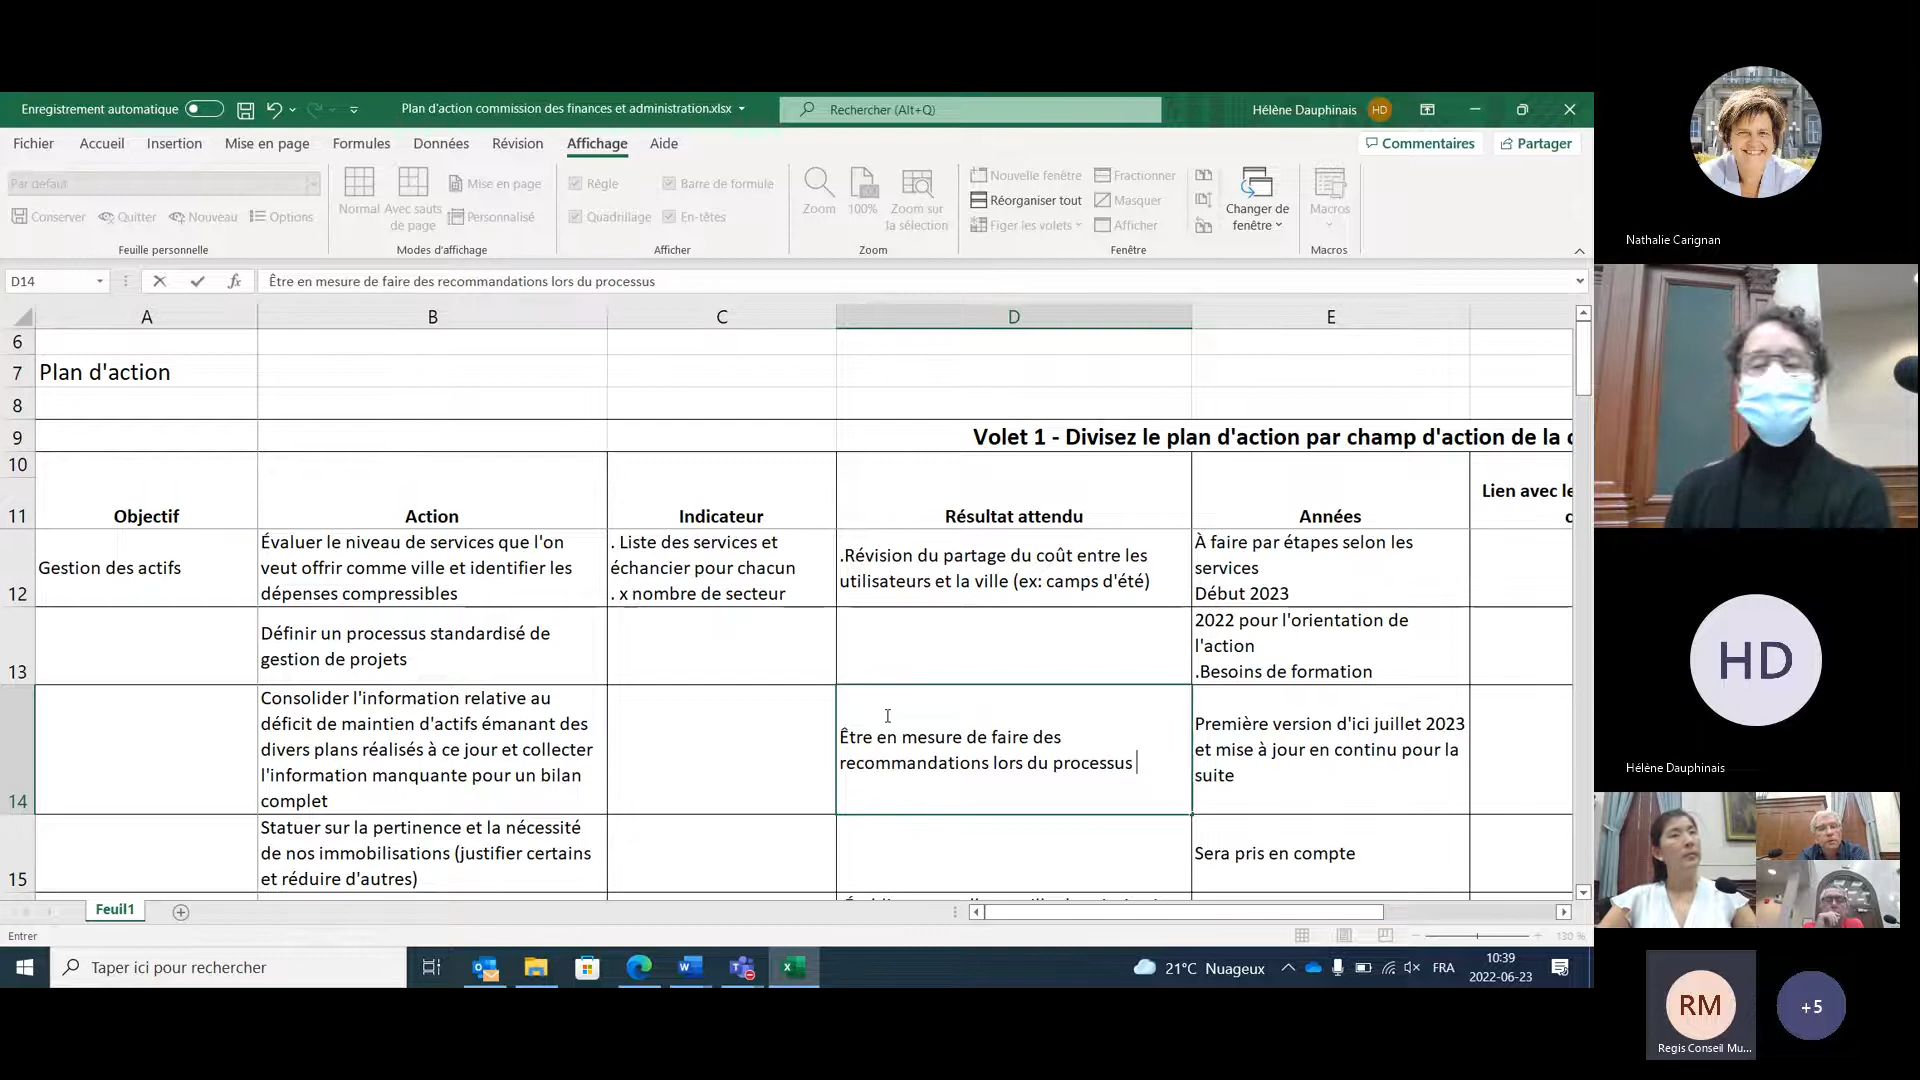 Enregistrement automatique
Plan d'action commission des finances et administration.xlsx
Rechercher (Alt+Q)
Hélène Dauphinais
HD
Fichier
Accueil
Insertion
Mise en page
Formules
Données
Révision
Affichage
Aide
Commentaires
Partager
Par défaut
Conserver
Quitter
Nouveau
Options
Feuille personnelle
Normal
Avec sauts
de page
Mise en page
Personnalisé
Modes d'affichage
Règle
Barre de formule
Quadrillage
En-têtes
Afficher
Zoom
100%
Zoom sur
la sélection
Zoom
Nouvelle fenêtre
Réorganiser tout
Figer les volets
Fractionner
Masquer
Afficher
Changer de
fenêtre
Fenêtre
Macros
Macros
D14
fx
Être en mesure de faire des recommandations lors du processus
A
B
C
D
E
6
7
Plan d'action
8
9
Volet 1 - Divisez le plan d'action par champ d'action de la
10
11
Objectif
Action
Indicateur
Résultat attendu
Années
Lien avec le
12
Gestion des actifs
Évaluer le niveau de services que l'on
veut offrir comme ville et identifier les
dépenses compressibles
. Liste des services et
échancier pour chacun
. x nombre de secteur
.Révision du partage du coût entre les
utilisateurs et la ville (ex: camps d'été)
À faire par étapes selon les
services
Début 2023
13
Définir un processus standardisé de
gestion de projets
2022 pour l'orientation de
l'action
.Besoins de formation
14
Consolider l'information relative au
déficit de maintien d'actifs émanant des
divers plans réalisés à ce jour et collecter
l'information manquante pour un bilan
complet
Être en mesure de faire des
recommandations lors du processus
Première version d'ici juillet 2023
et mise à jour en continu pour la
suite
15
Statuer sur la pertinence et la nécessité
de nos immobilisations (justifier certains
et réduire d'autres)
Sera pris en compte
Feuil1
Entrer
130 %
Taper ici pour rechercher
21°C Nuageux
FRA
10:39
2022-06-23
Nathalie Carignan
HD
Hélène Dauphinais
RM
Regis Conseil Mu...
+5